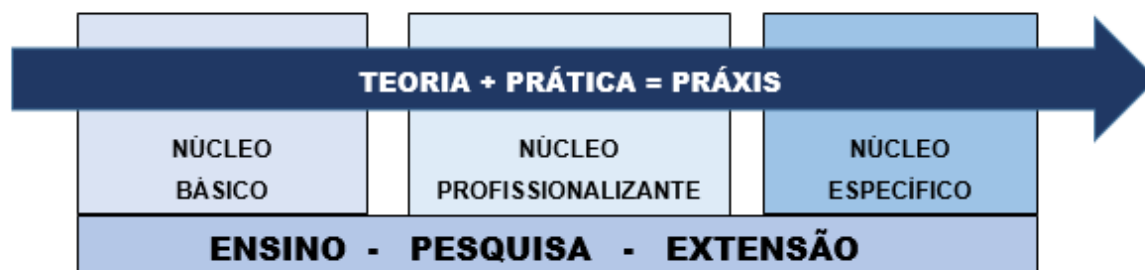 TEORIA + PRÁTICA = PRÁXIS
NÚCLEO
BÁSICO
NÚCLEO
PROFISSIONALIZANTE
NÚCLEO
ESPECÍFICO
ENSINO - PESQUISA - EXTENSÃO